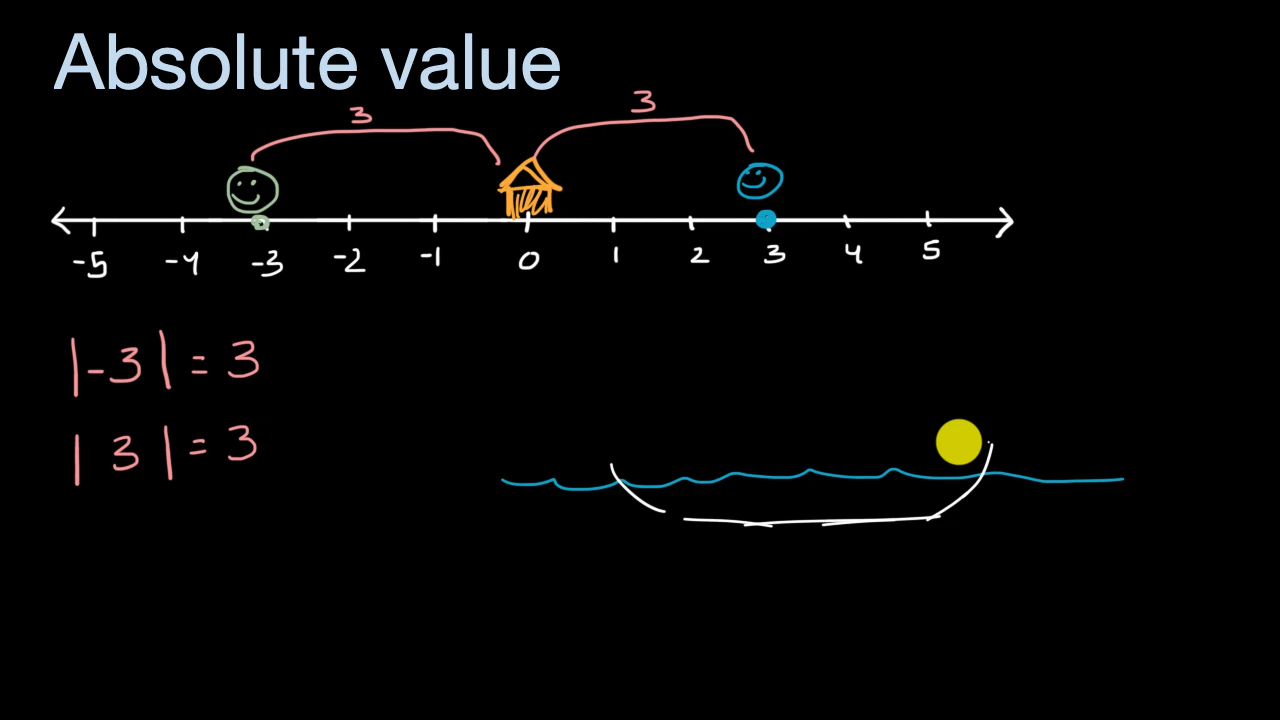 Absolute value
3 3
-5 -4 -3 -2 -1 0 1 2 3 4 5
|-3| = 3
| 3 | = 3